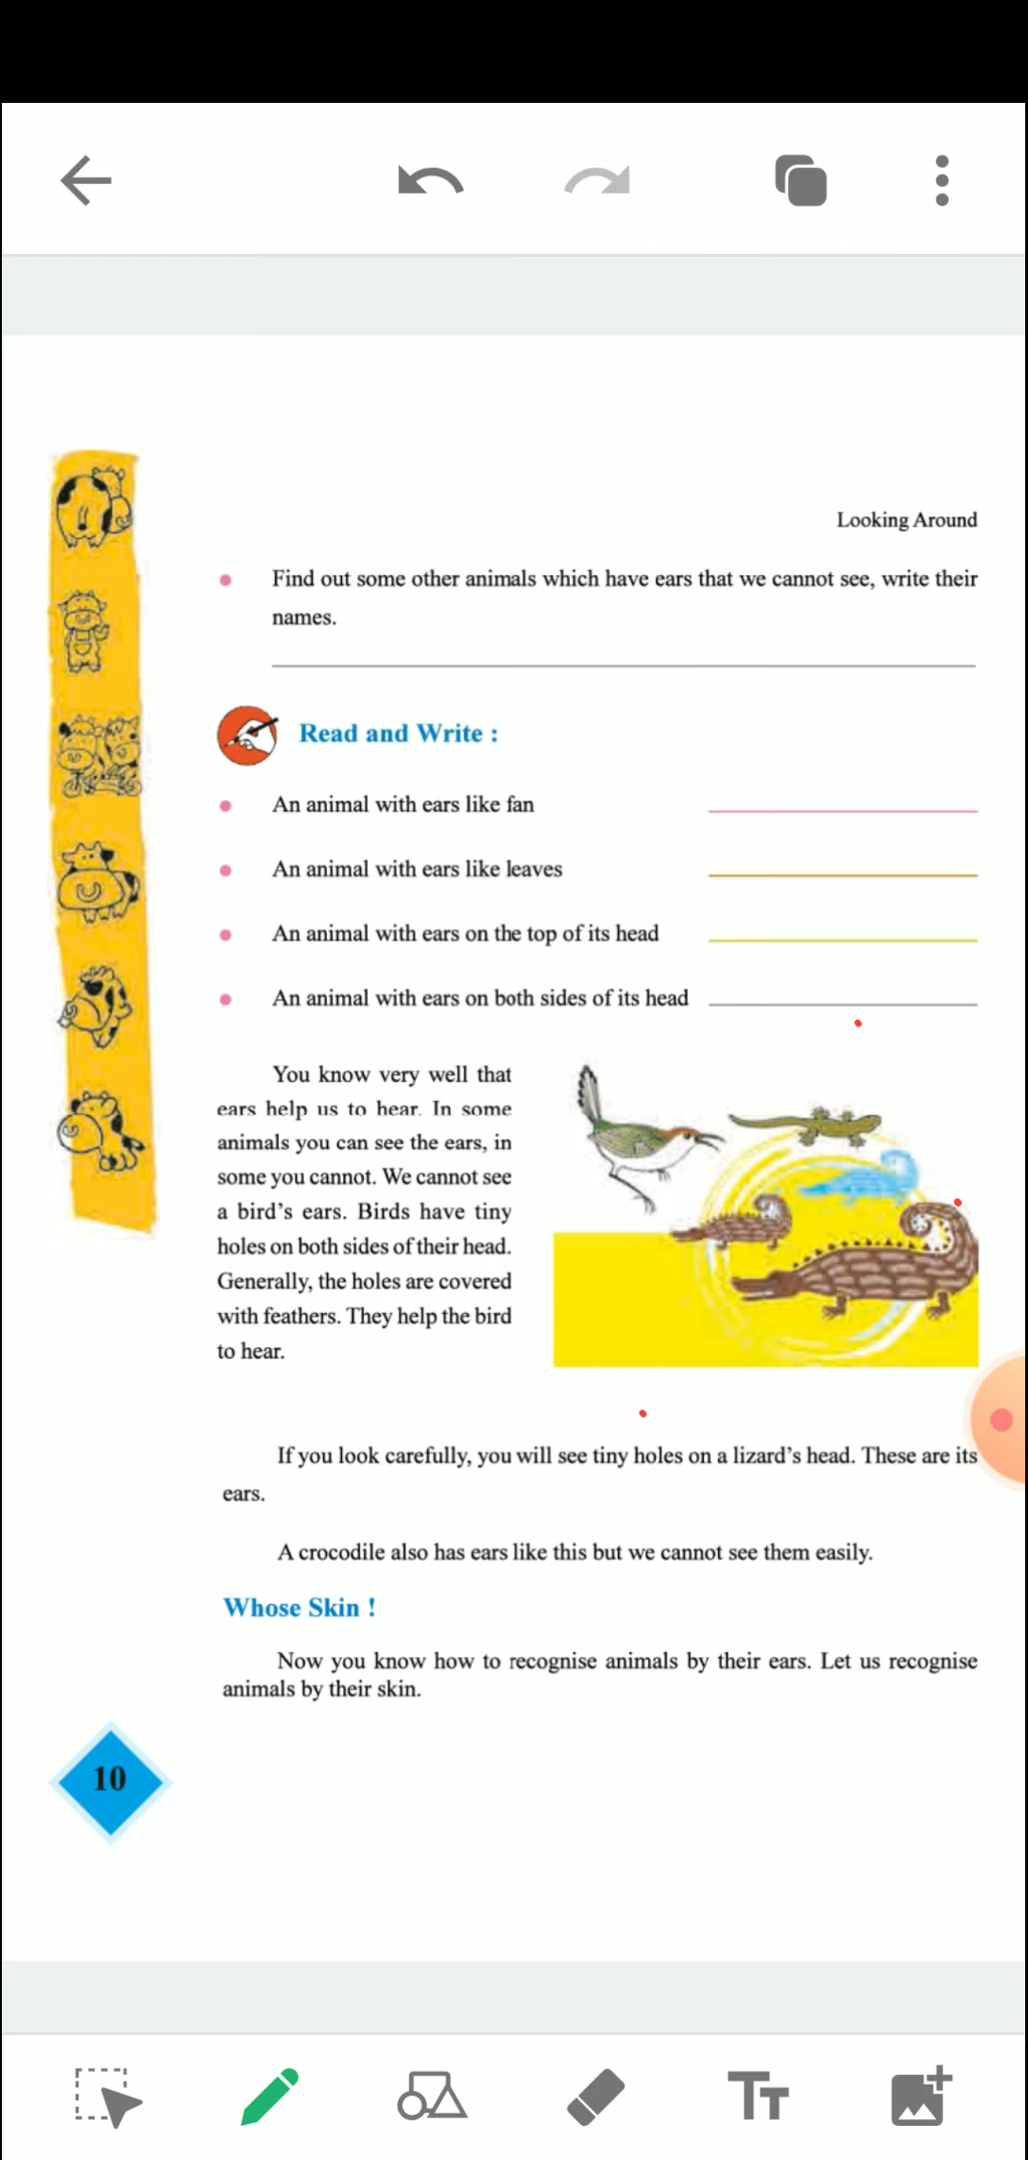 Looking Around
Find out some other animals which have ears that we cannot see, write their
names.
Read and Write :
An animal with ears like fan
An animal with ears like leaves
An animal with ears on the top of its head
An animal with ears on both sides of its head
You know very well that
ears help us to hear. In some
animals you can see the ears, in
some you cannot. We cannot see
a bird's ears. Birds have tiny
holes on both sides of their head.
Generally, the holes are covered
with feathers. They help the bird
to hear.
If you look carefully, you will see tiny holes on a lizard's head. These are its
ears.
A crocodile also has ears like this but we cannot see them easily.
Whose Skin !
Now you know how to recognise animals by their ears. Let us recognise
animals by their skin.
10
TT